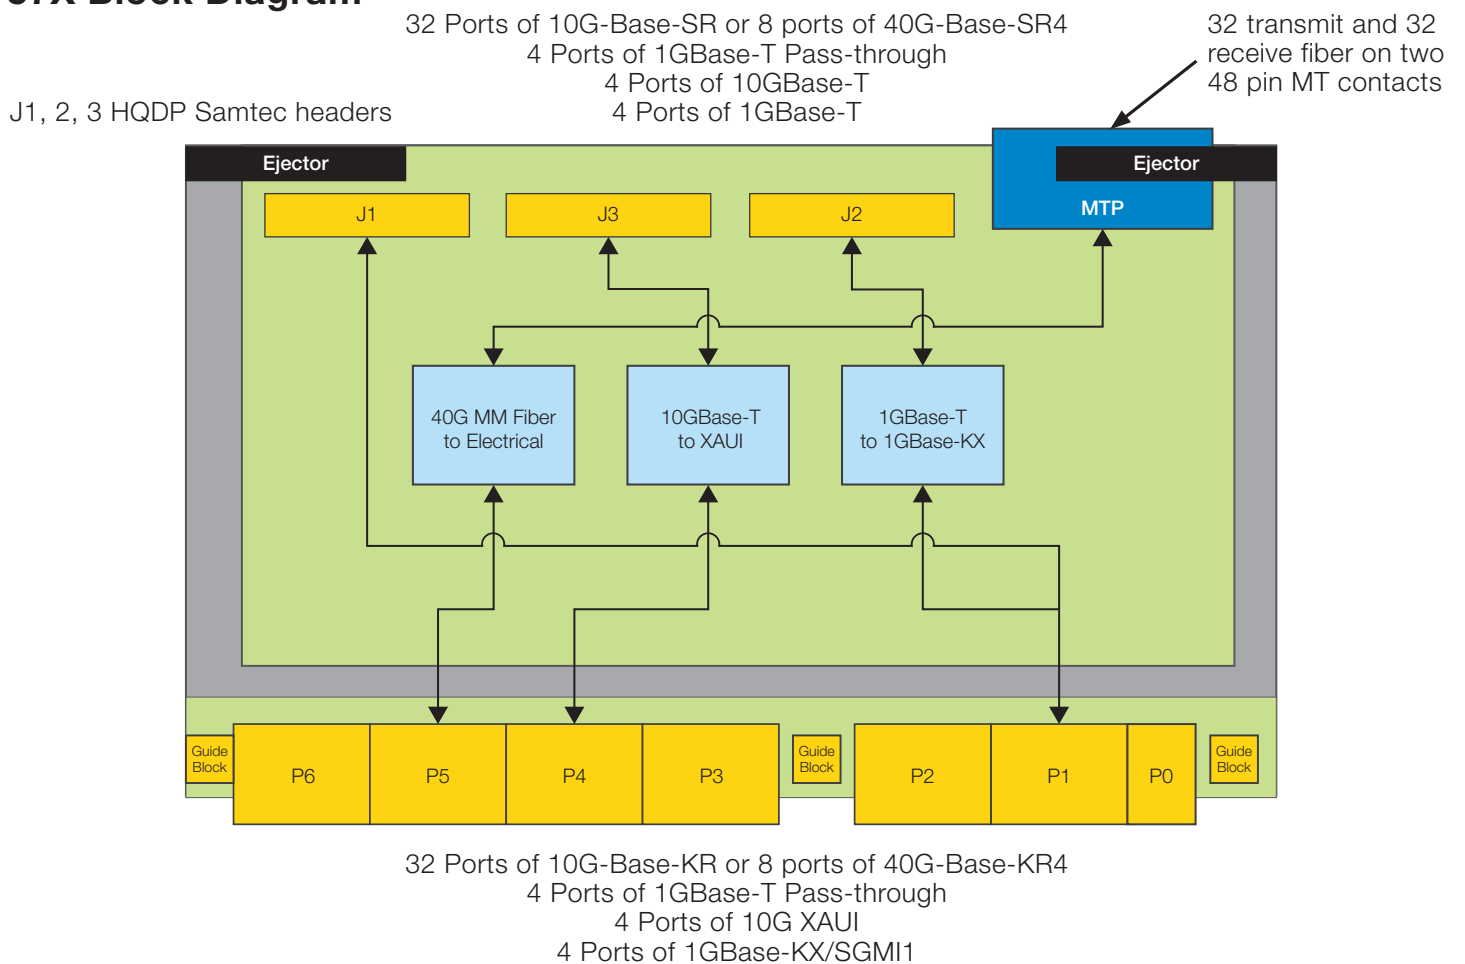 Block Diagram
32 Ports of 10G-Base-SR or 8 ports of 40G-Base-SR4
4 Ports of 1GBase-T Pass-through
4 Ports of 10GBase-T
4 Ports of 1GBase-T
32 transmit and 32
receive fiber on two
48 pin MT contacts
J1, 2, 3 HQDP Samtec headers
Ejector
Ejector
J1
J3
J2
MTP
40G MM Fiber
to Electrical
10GBase-T
to XAUI
1GBase-T
to 1GBase-KX
Guide
Block
P6
P5
P4
P3
Guide
Block
P2
P1
P0
Guide
Block
32 Ports of 10G-Base-KR or 8 ports of 40G-Base-KR4
4 Ports of 1GBase-T Pass-through
4 Ports of 10G XAUI
4 Ports of 1GBase-KX/SGMI1